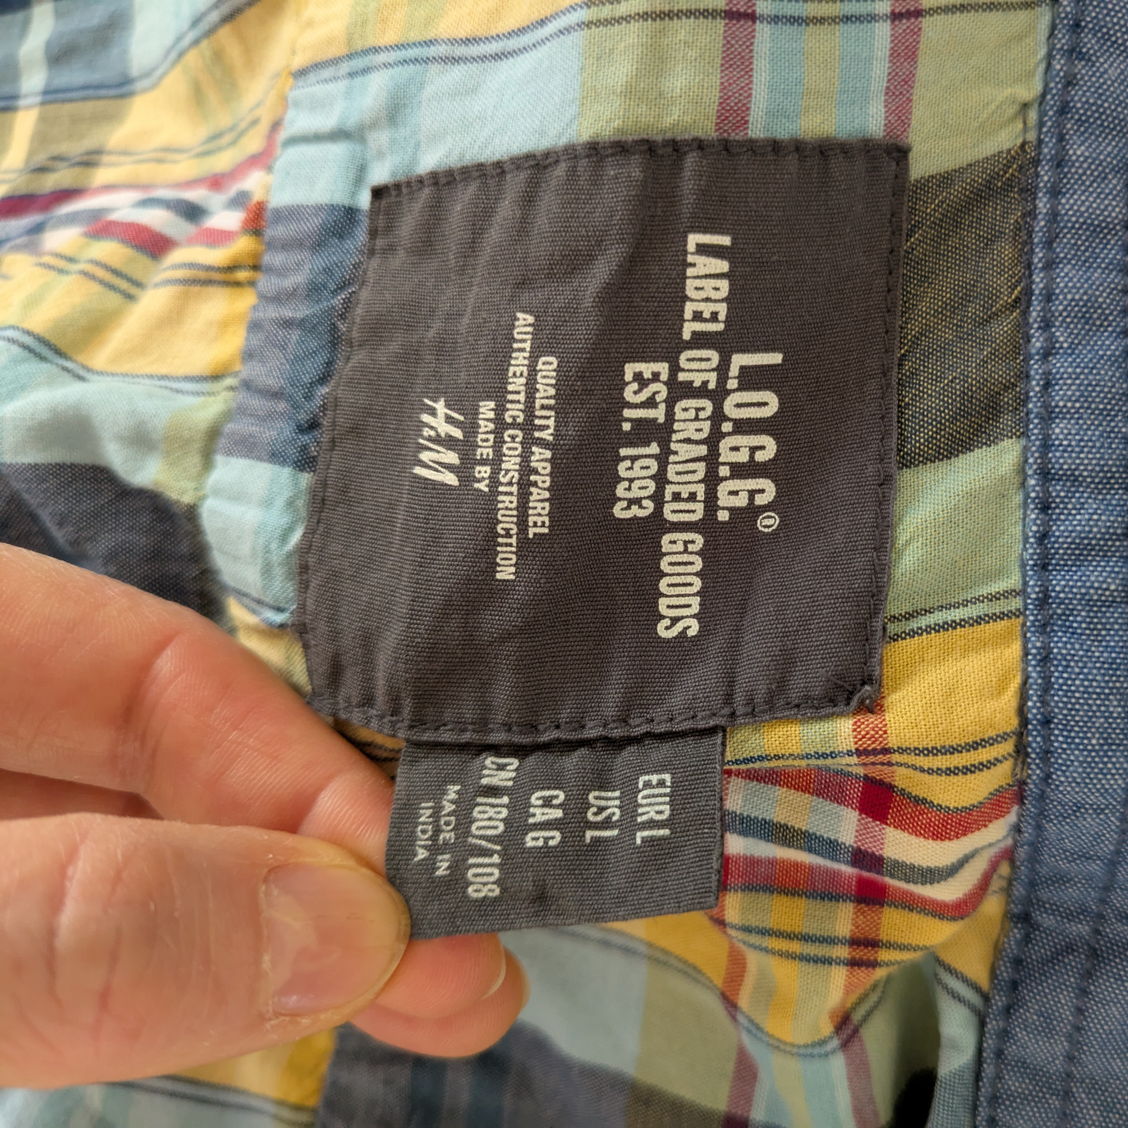 L.O.G.G.®
LABEL OF GRADED GOODS
EST. 1993
QUALITY APPAREL
AUTHENTIC CONSTRUCTION
MADE BY
H&M
EUR L
US L
CA G
CN 180/108
MADE IN
INDIA